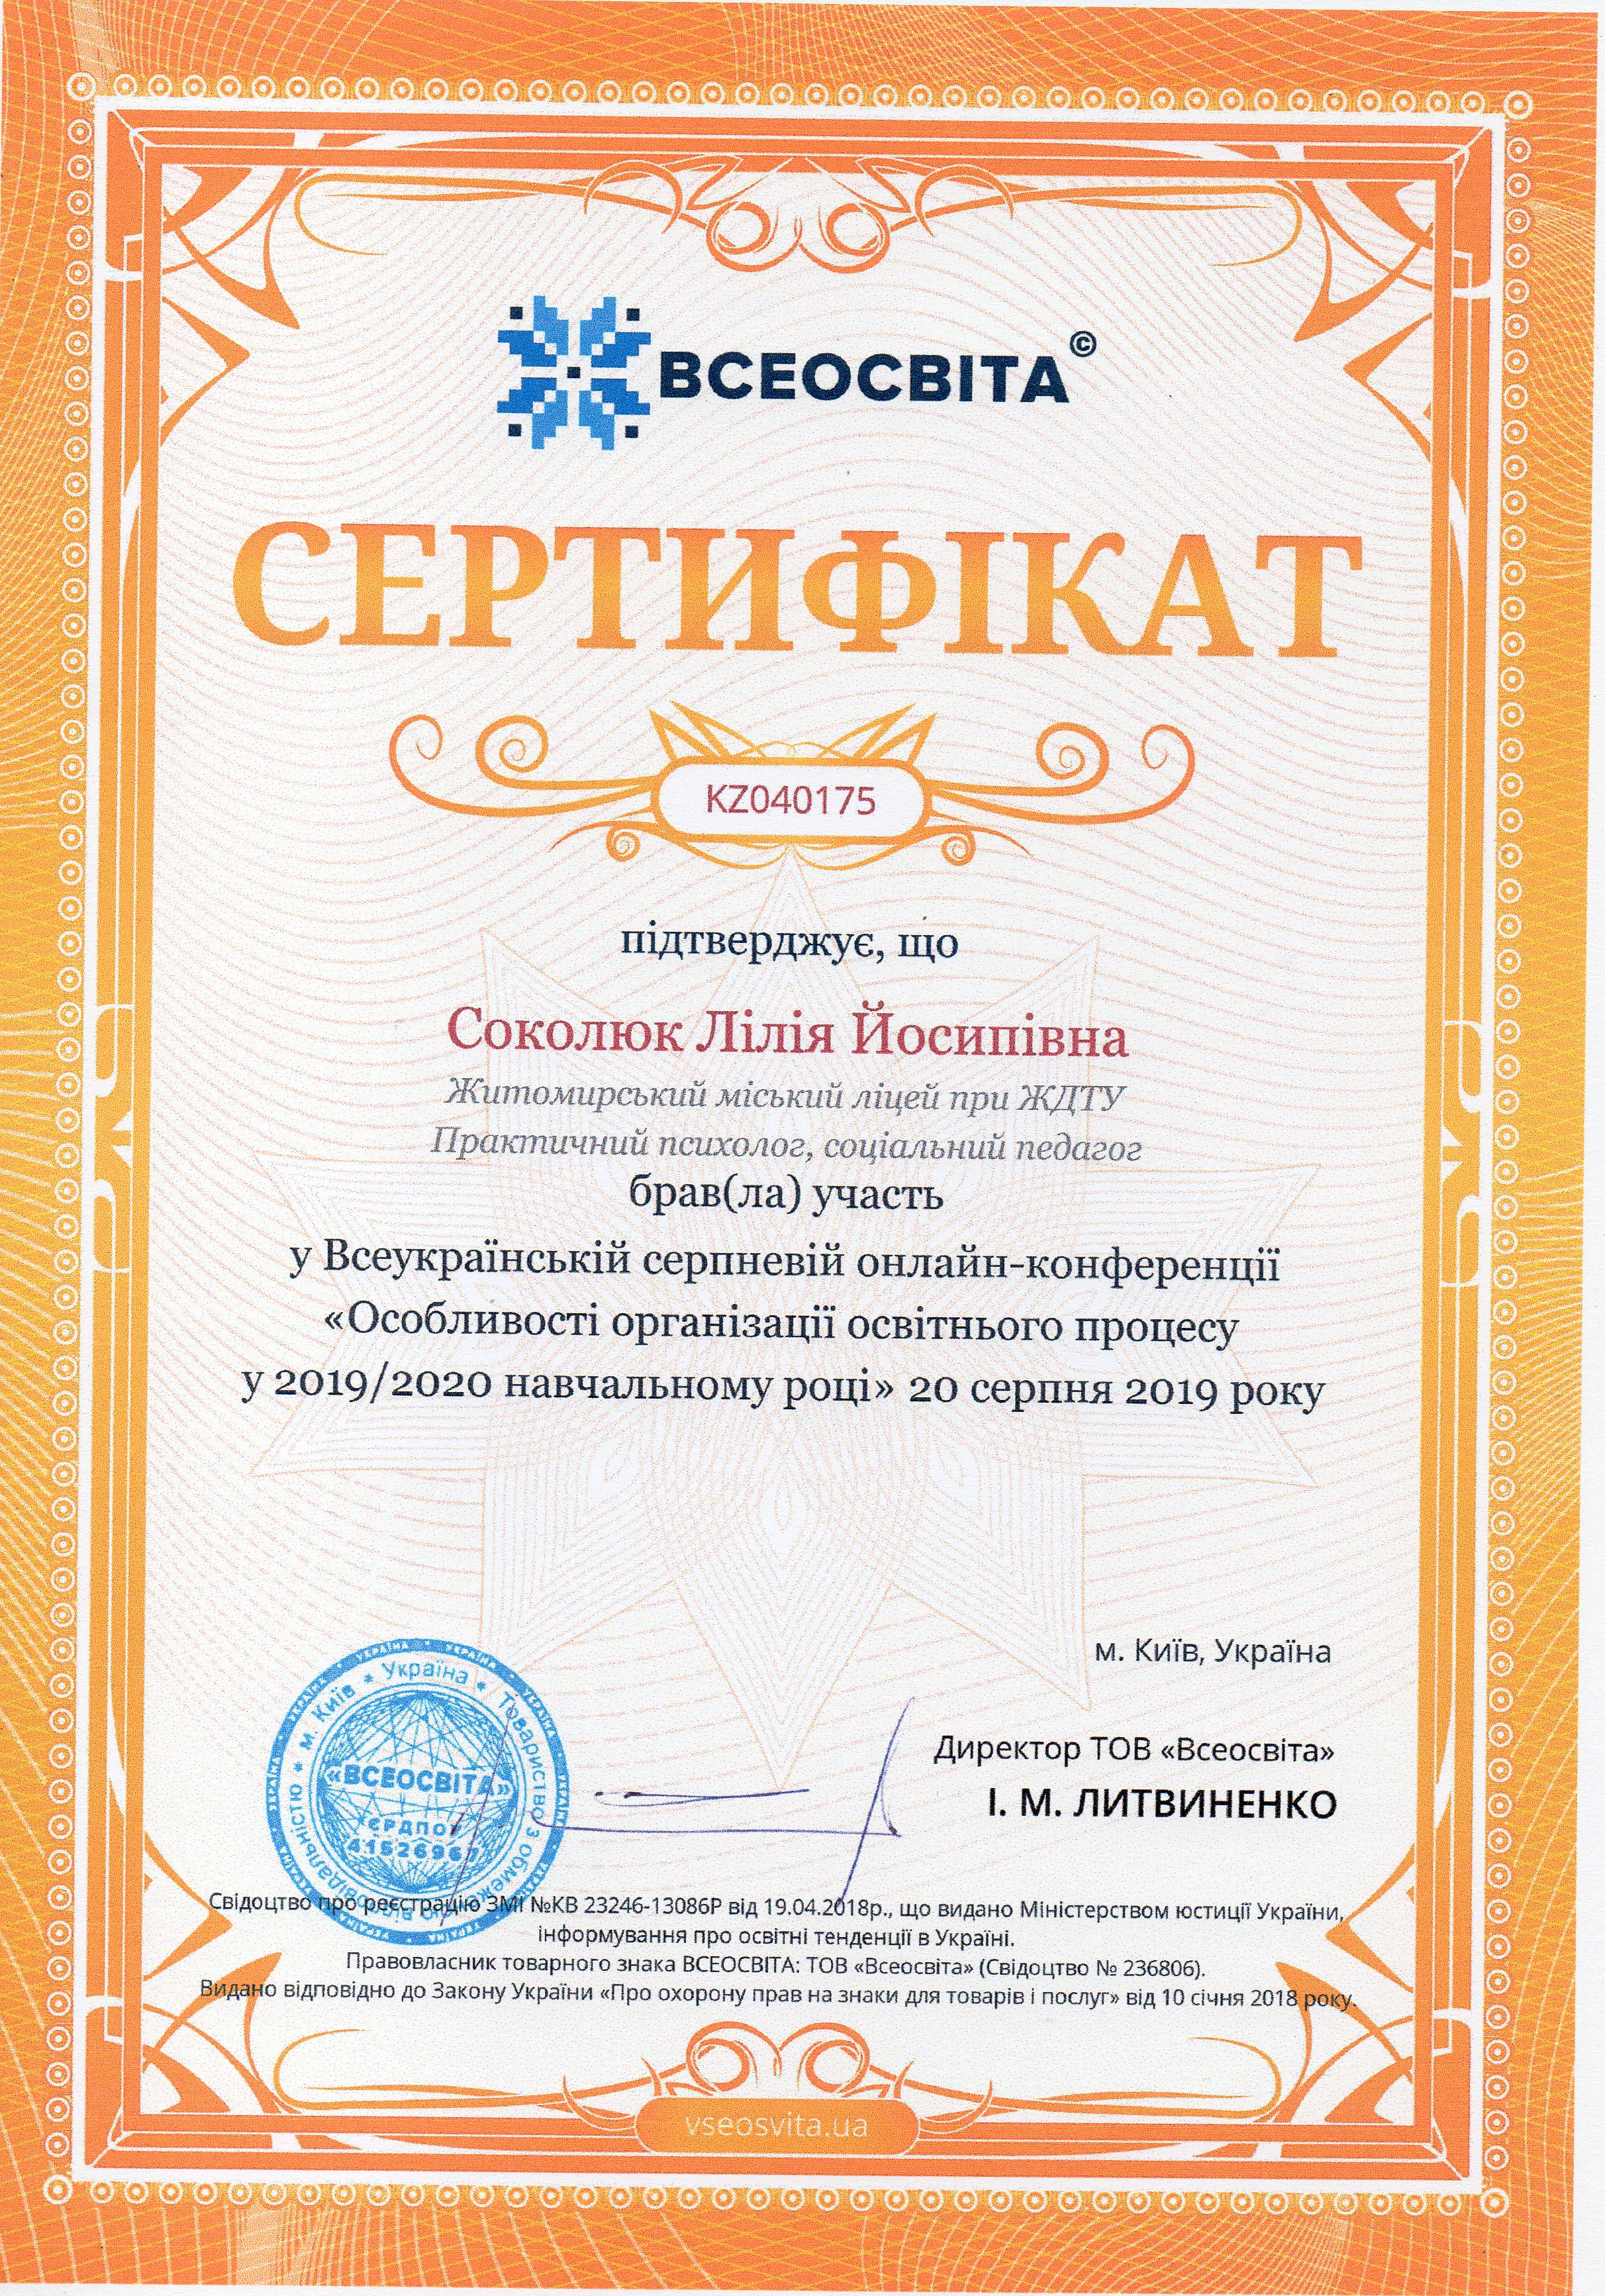 ВСЕОСВІТА©
СЕРТИФІКАТ
KZ040175
підтверджує, що
Соколюк Лілія Йосипівна
Житомирський міський ліцей при ЖДТУ
Практичний психолог, соціальний педагог
брав(ла) участь
у Всеукраїнській серпневій онлайн-конференції
«Особливості організації освітнього процесу
у 2019/2020 навчальному році» 20 серпня 2019 року
м. Київ, Україна
Директор ТОВ «Всеосвіта»
І. М. ЛИТВИНЕНКО
м. Київ * Україна * Товариство з обмеженою відповідальністю *
«ВСЕОСВІТА»
ЄРДПОУ
41526967
Свідоцтво про реєстрацію ЗМІ №КВ 23246-13086Р від 19.04.2018р., що видано Міністерством юстиції України,
інформування про освітні тенденції в Україні.
Правовласник товарного знака ВСЕОСВІТА: ТОВ «Всеосвіта» (Свідоцтво № 236806).
Видано відповідно до Закону України «Про охорону прав на знаки для товарів і послуг» від 10 січня 2018 року.
vseosvita.ua